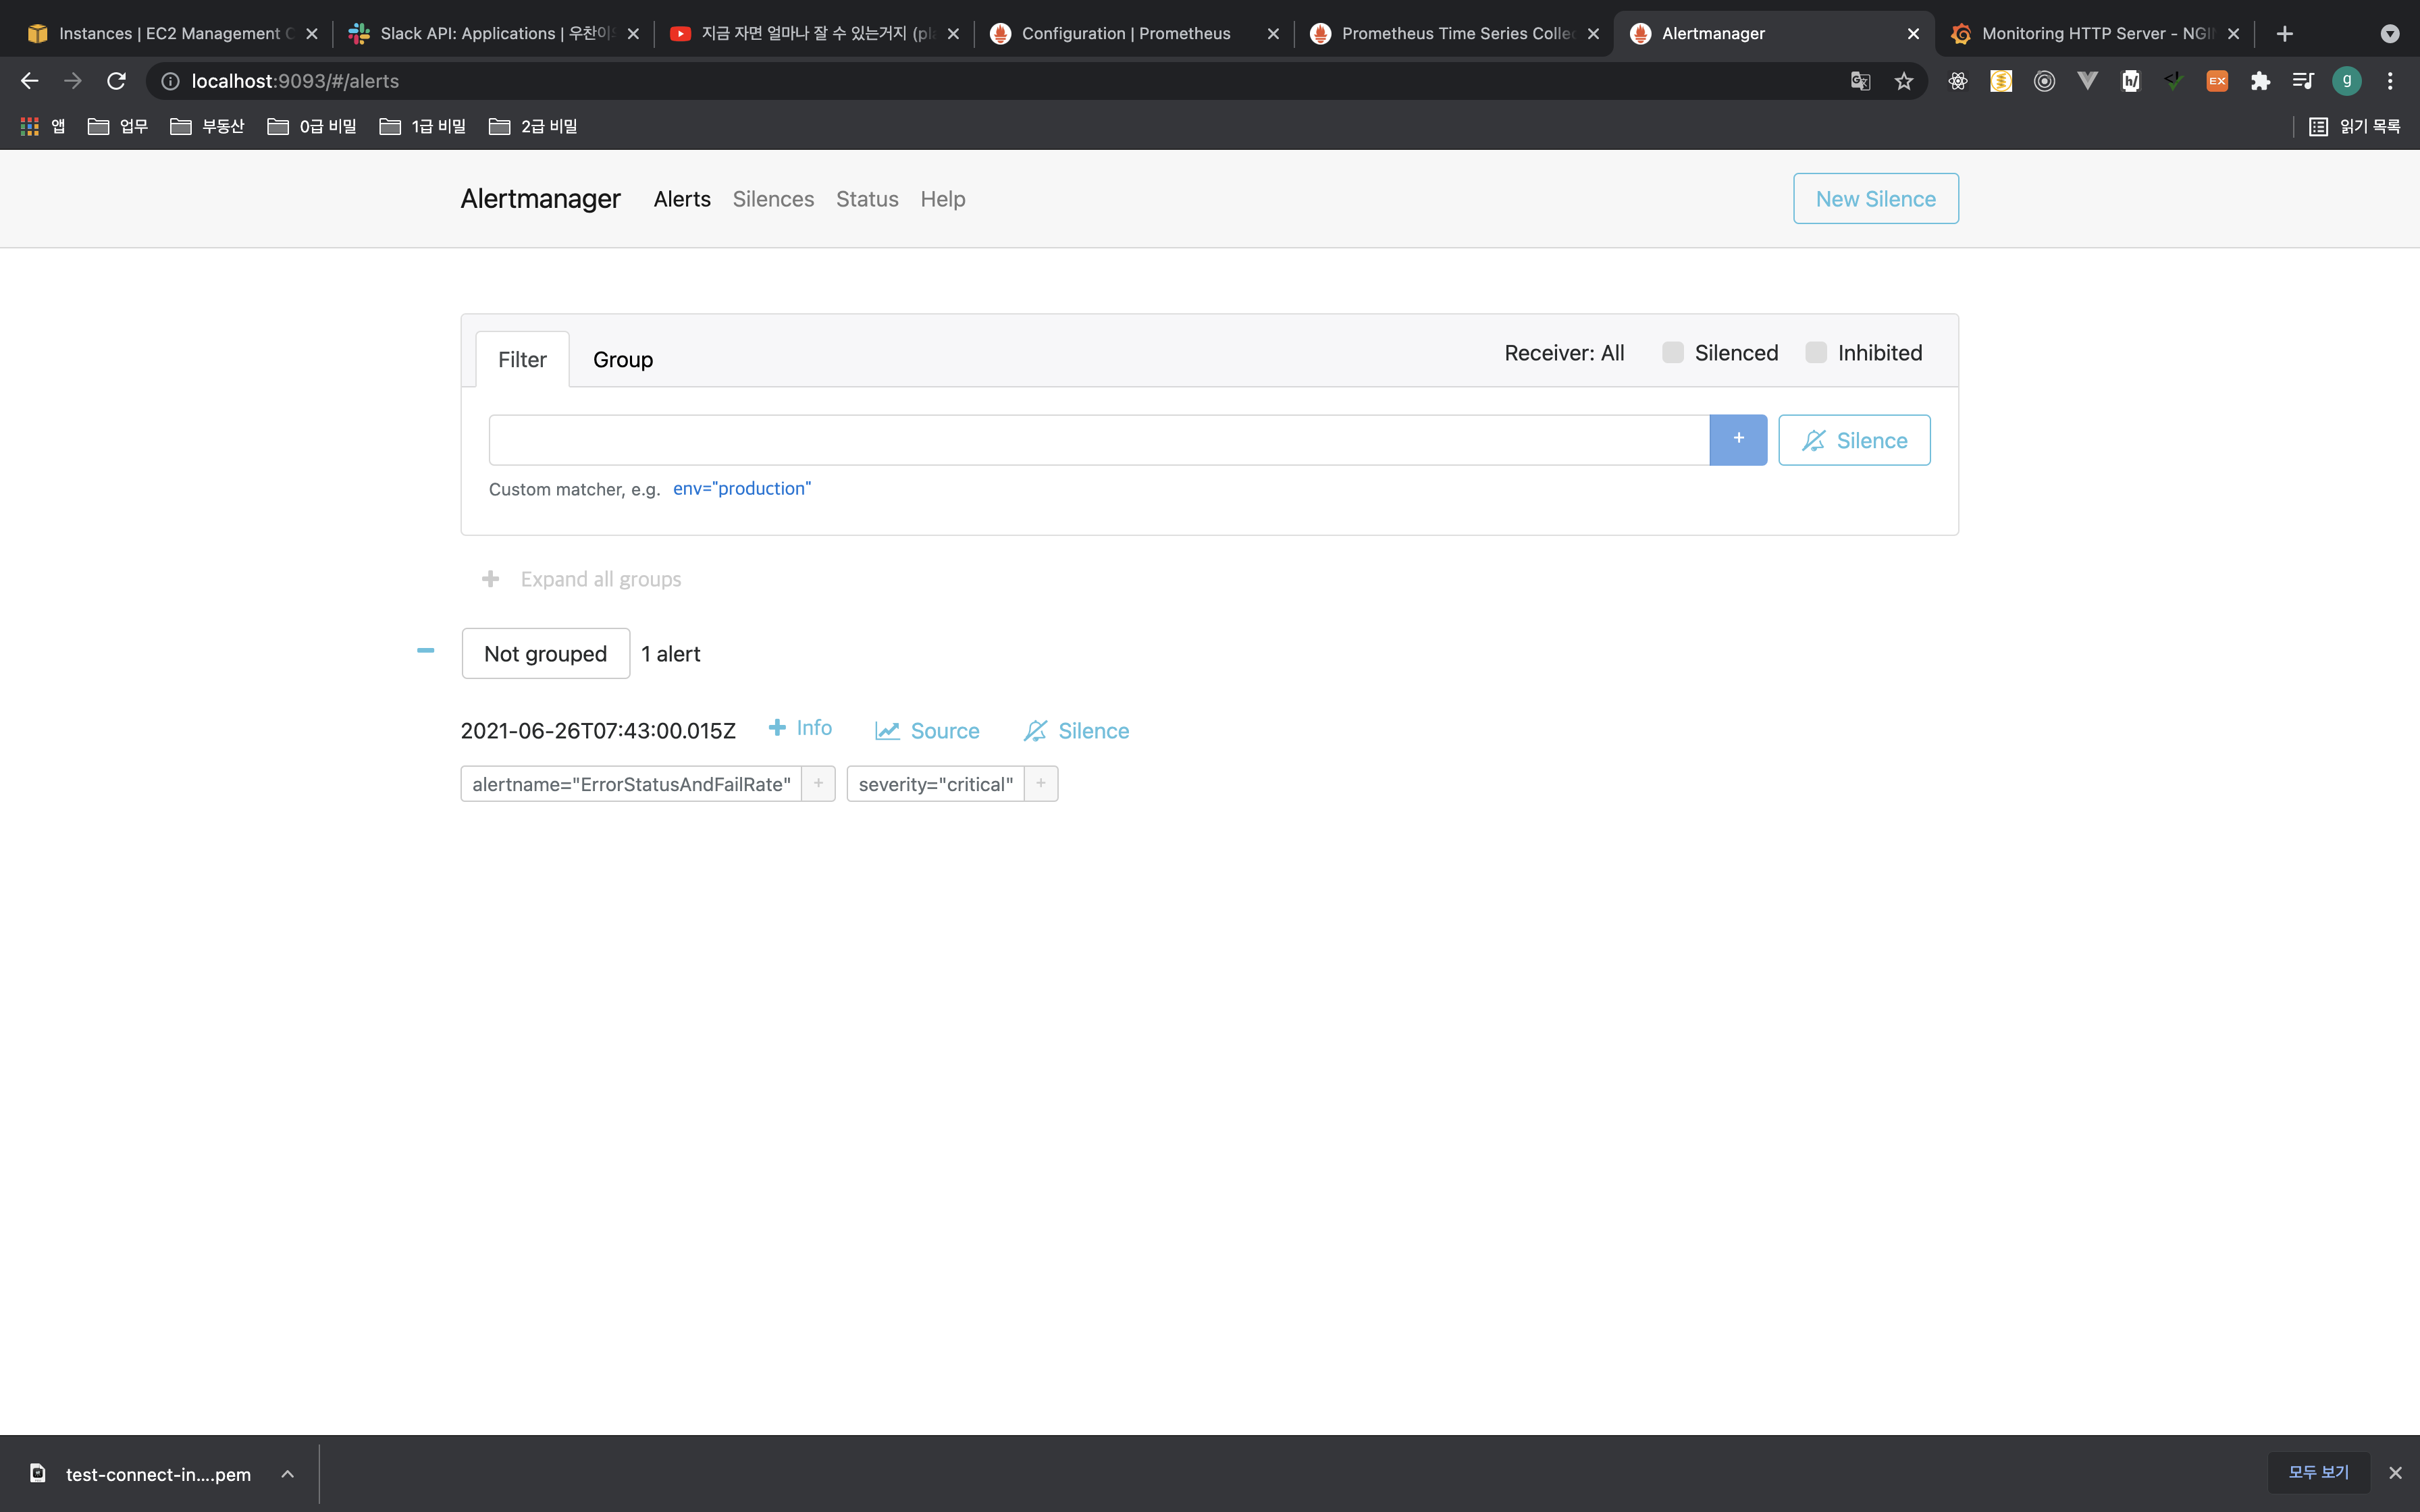 Instances | EC2 Management C
Slack API: Applications | 우찬이의
지금 자면 얼마나 잘 수 있는거지 (pla
Configuration | Prometheus
Prometheus Time Series Collec
Alertmanager
Monitoring HTTP Server - NGIN
localhost:9093/#/alerts
EX
g
앱
업무
부동산
0급 비밀
1급 비밀
2급 비밀
읽기 목록
Alertmanager
Alerts
Silences
Status
Help
New Silence
Filter
Group
Receiver: All
Silenced
Inhibited
+
Silence
Custom matcher, e.g. env="production"
+ Expand all groups
Not grouped
1 alert
2021-06-26T07:43:00.015Z
+ Info
Source
Silence
alertname="ErrorStatusAndFailRate" +
severity="critical" +
test-connect-in....pem
모두 보기